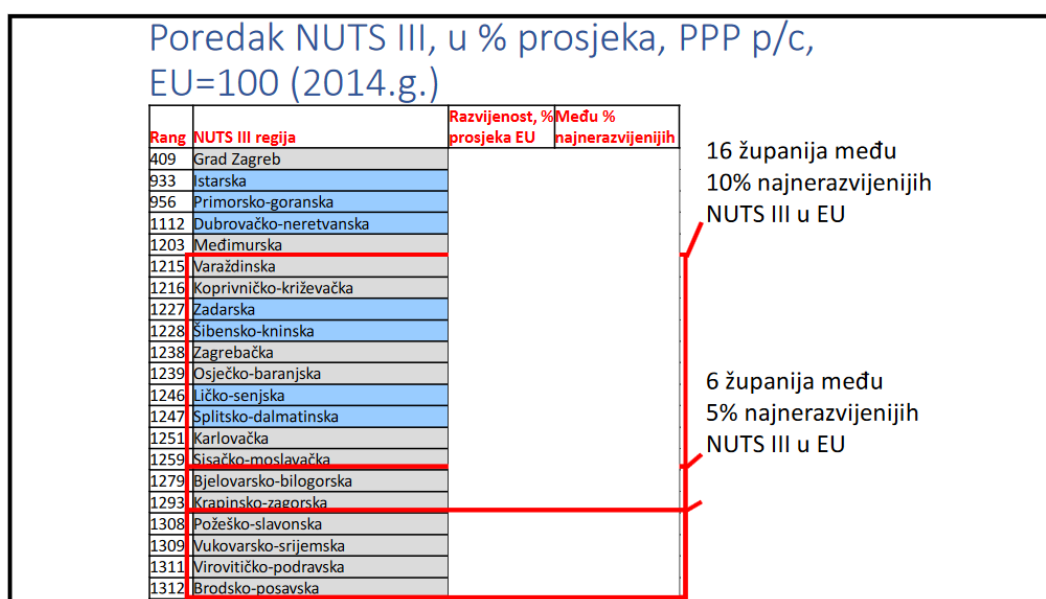 Poredak NUTS III, u % prosjeka, PPP p/c,
EU=100 (2014.g.)
Rang NUTS III regija Razvijenost, % prosjeka EU Među % najnerazvijenijih
409 Grad Zagreb
933 Istarska
956 Primorsko-goranska
1112 Dubrovačko-neretvanska
1203 Međimurska
1215 Varaždinska
1216 Koprivničko-križevačka
1227 Zadarska
1228 Šibensko-kninska
1238 Zagrebačka
1239 Osječko-baranjska
1246 Ličko-senjska
1247 Splitsko-dalmatinska
1251 Karlovačka
1259 Sisačko-moslavačka
1279 Bjelovarsko-bilogorska
1293 Krapinsko-zagorska
1308 Požeško-slavonska
1309 Vukovarsko-srijemska
1311 Virovitičko-podravska
1312 Brodsko-posavska
16 županija među
10% najnerazvijenijih
NUTS III u EU
6 županija među
5% najnerazvijenijih
NUTS III u EU